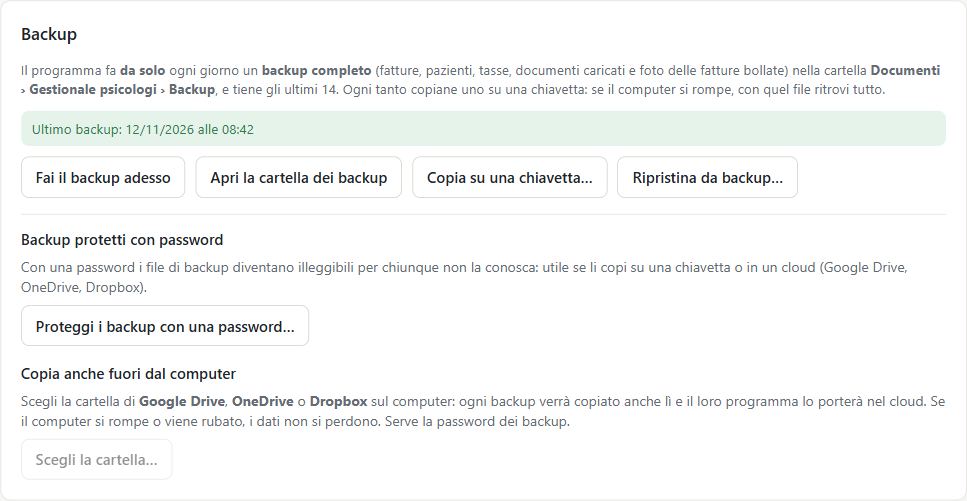 Backup
Il programma fa da solo ogni giorno un backup completo (fatture, pazienti, tasse, documenti caricati e foto delle fatture bollate) nella cartella Documenti
› Gestionale psicologi › Backup, e tiene gli ultimi 14. Ogni tanto copiane uno su una chiavetta: se il computer si rompe, con quel file ritrovi tutto.
Ultimo backup: 12/11/2026 alle 08:42
Fai il backup adesso
Apri la cartella dei backup
Copia su una chiavetta...
Ripristina da backup...
Backup protetti con password
Con una password i file di backup diventano illeggibili per chiunque non la conosca: utile se li copi su una chiavetta o in un cloud (Google Drive,
OneDrive, Dropbox).
Proteggi i backup con una password...
Copia anche fuori dal computer
Scegli la cartella di Google Drive, OneDrive o Dropbox sul computer: ogni backup verrà copiato anche lì e il loro programma lo porterà nel cloud. Se
il computer si rompe o viene rubato, i dati non si perdono. Serve la password dei backup.
Scegli la cartella...